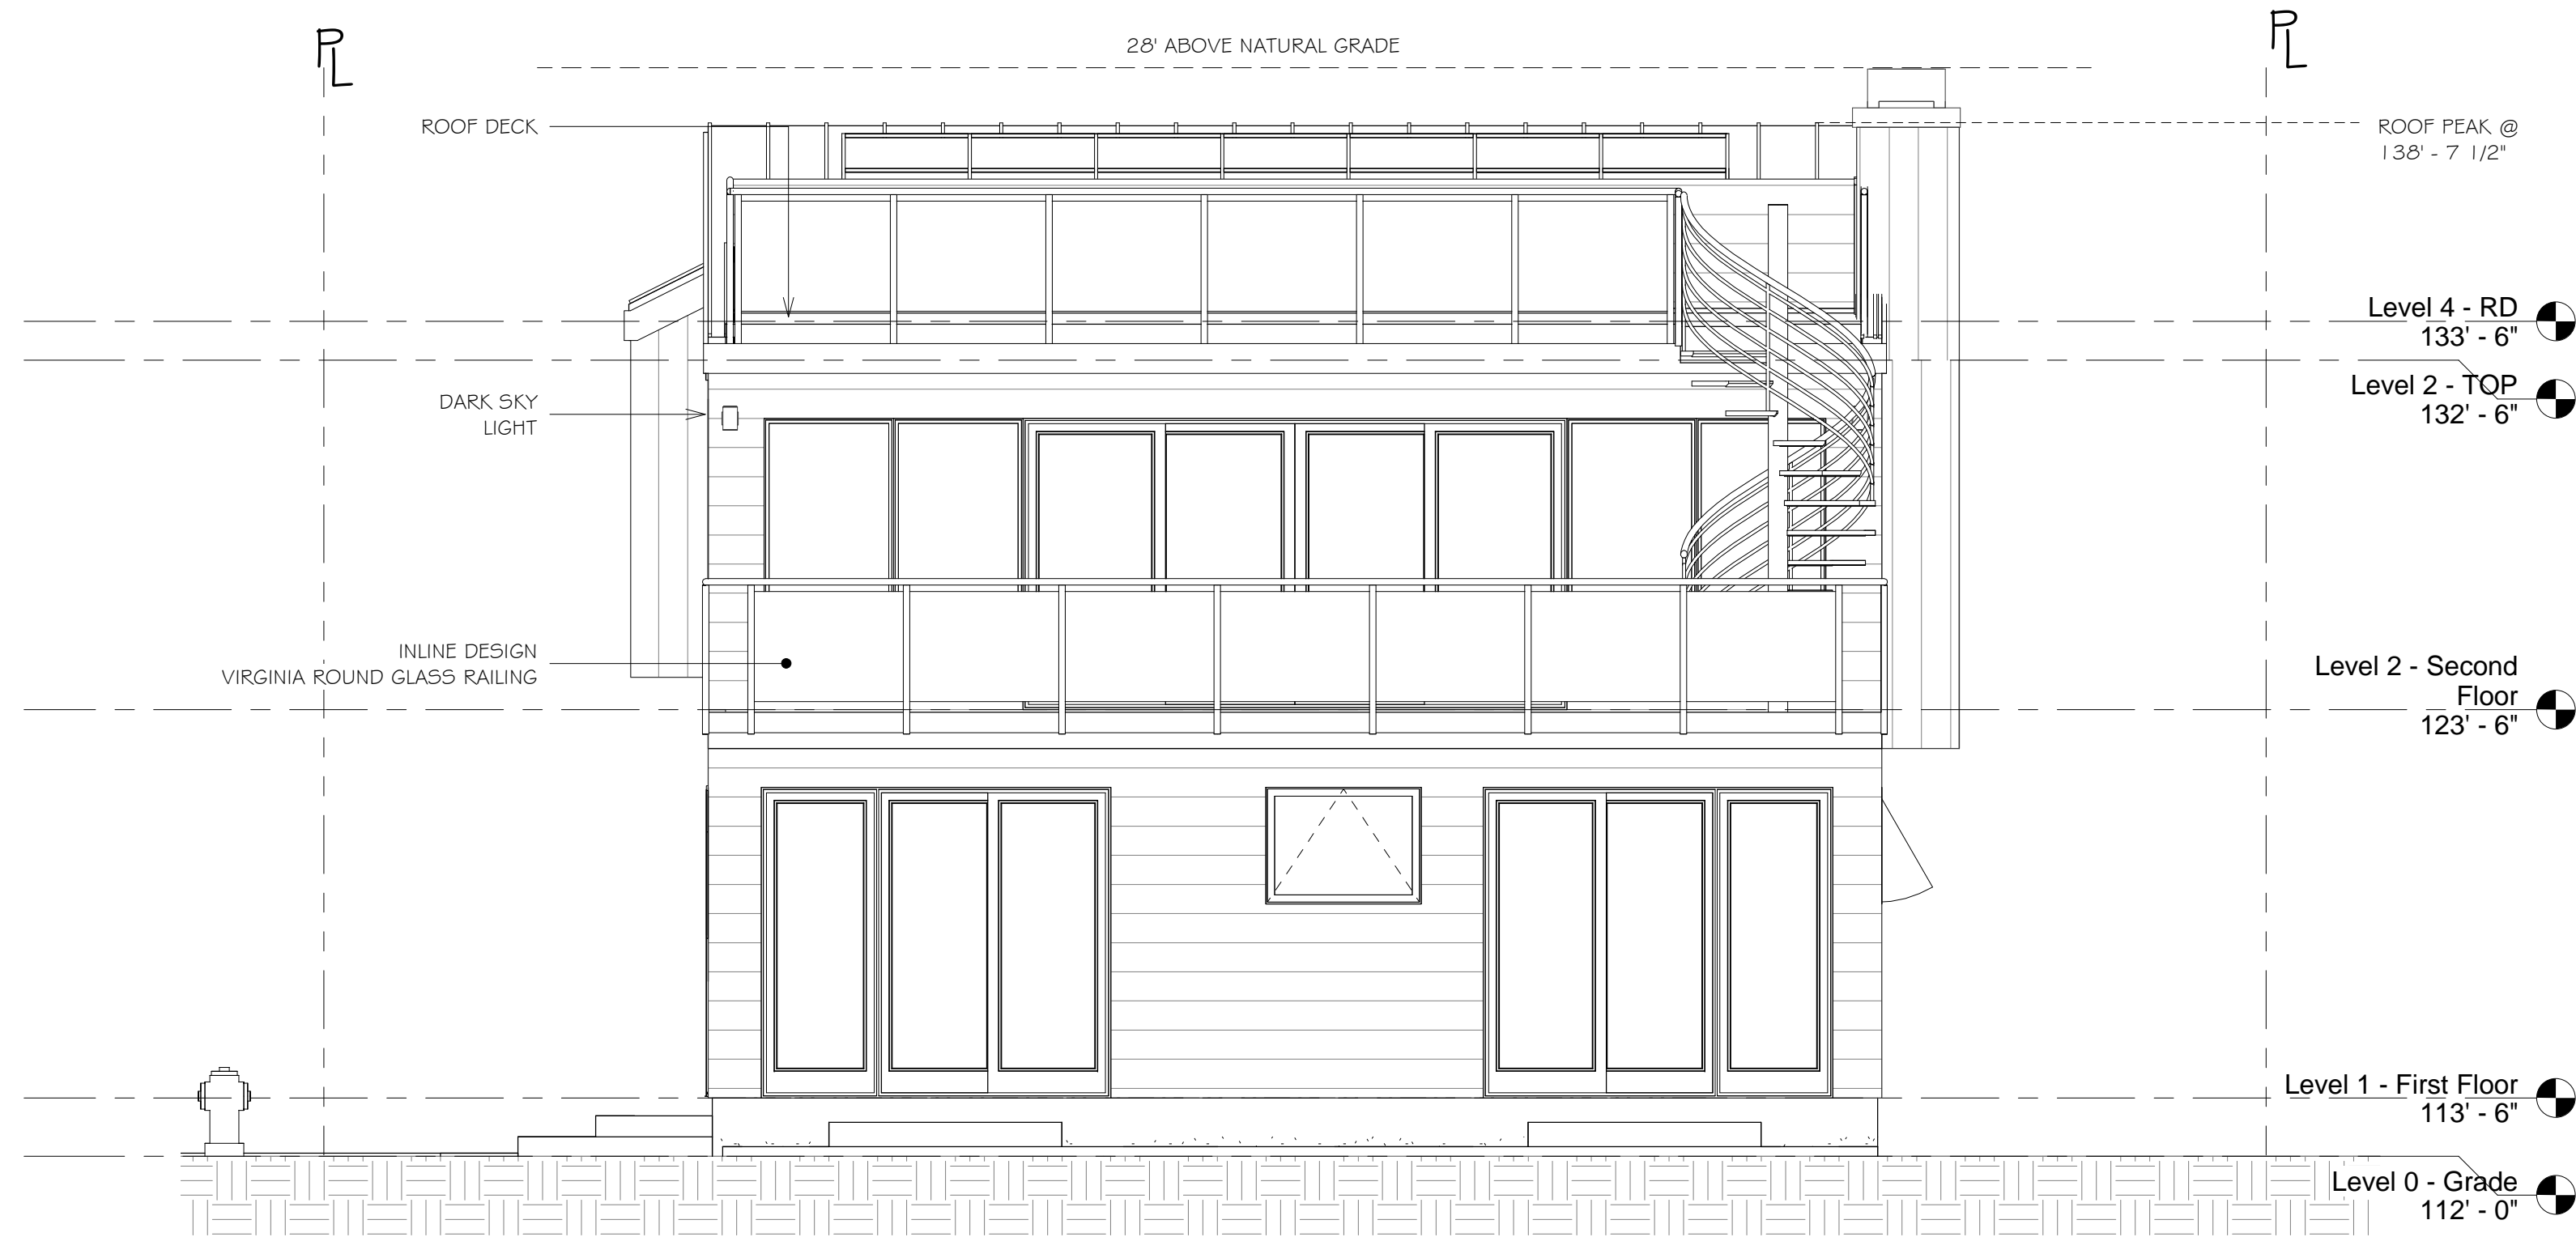 PL
28' ABOVE NATURAL GRADE
PL
ROOF DECK
ROOF PEAK @
138' - 7 1/2"
Level 4 - RD
133' - 6"
Level 2 - TOP
132' - 6"
DARK SKY
LIGHT
INLINE DESIGN
VIRGINIA ROUND GLASS RAILING
Level 2 - Second
Floor
123' - 6"
Level 1 - First Floor
113' - 6"
Level 0 - Grade
112' - 0"